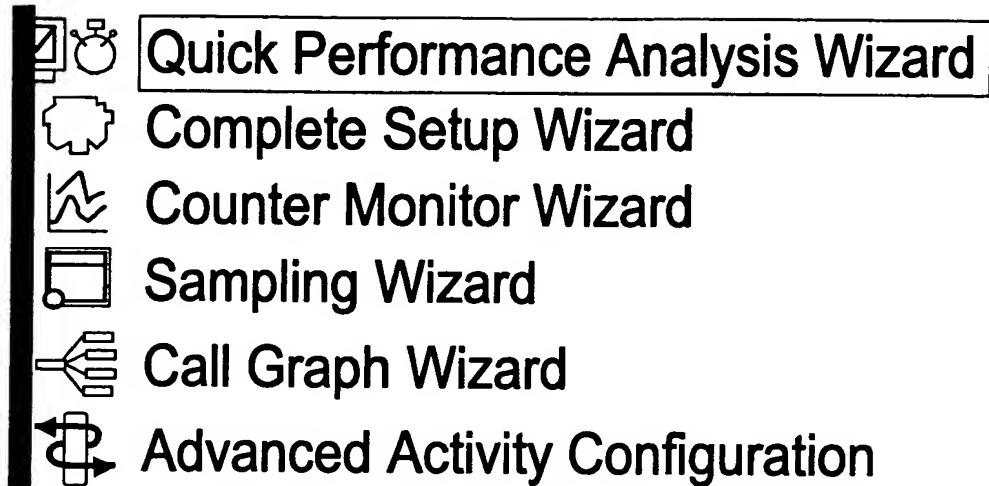 Quick Performance Analysis Wizard
Complete Setup Wizard
Counter Monitor Wizard
Sampling Wizard
Call Graph Wizard
Advanced Activity Configuration